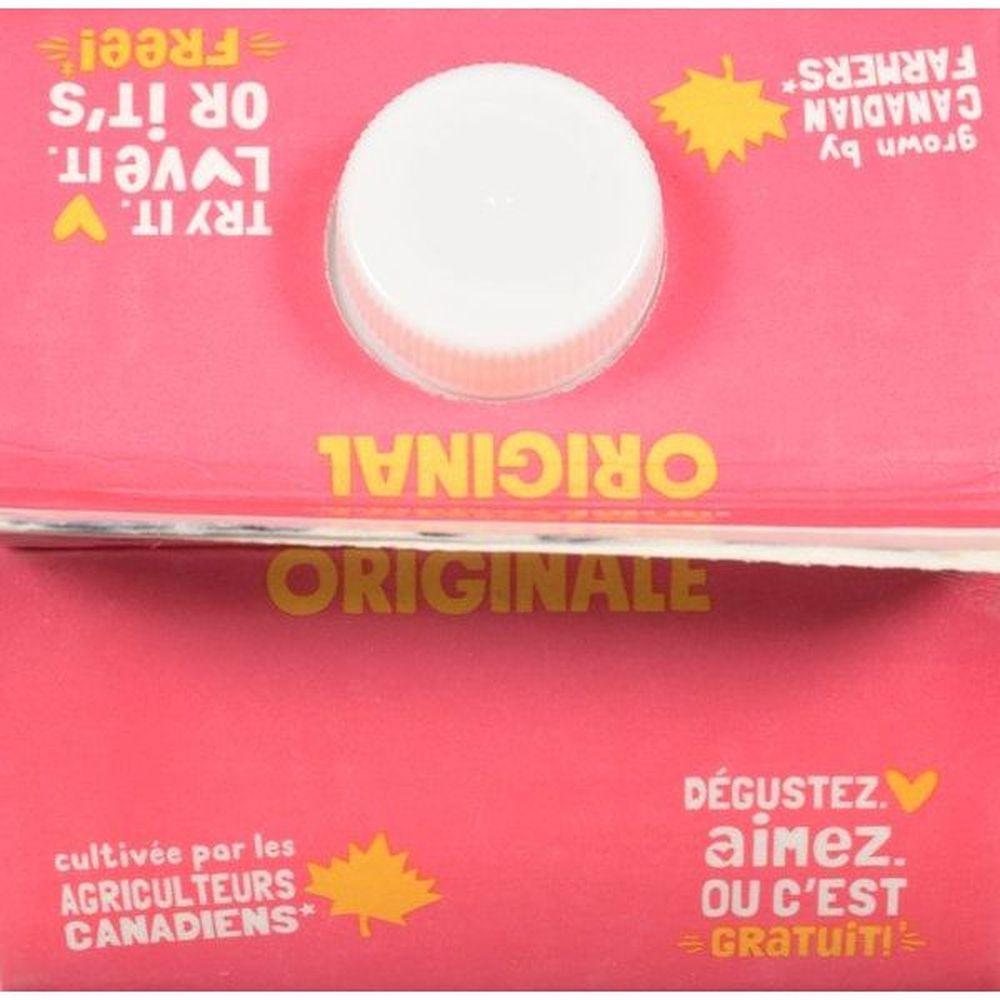 TRY IT.
LOVE IT.
OR iT'S
FRee!*
grown by
CANADIAN
FARMERS*
ORIGINAL
ORIGINALE
cultivée par les
AGRICULTEURS
CANADIENS*
DÉGUSTEZ.
aiMez.
OU C'EST
GRaTUiT!*